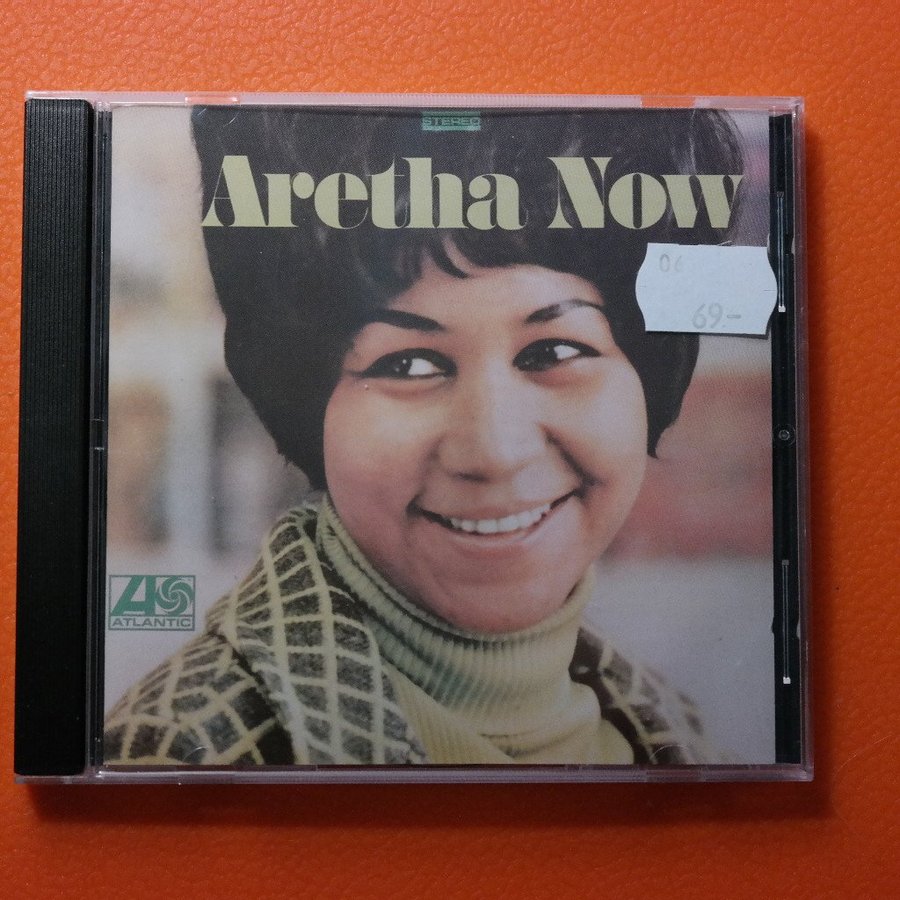 STEREO
Aretha Now
06
69-
ATLANTIC